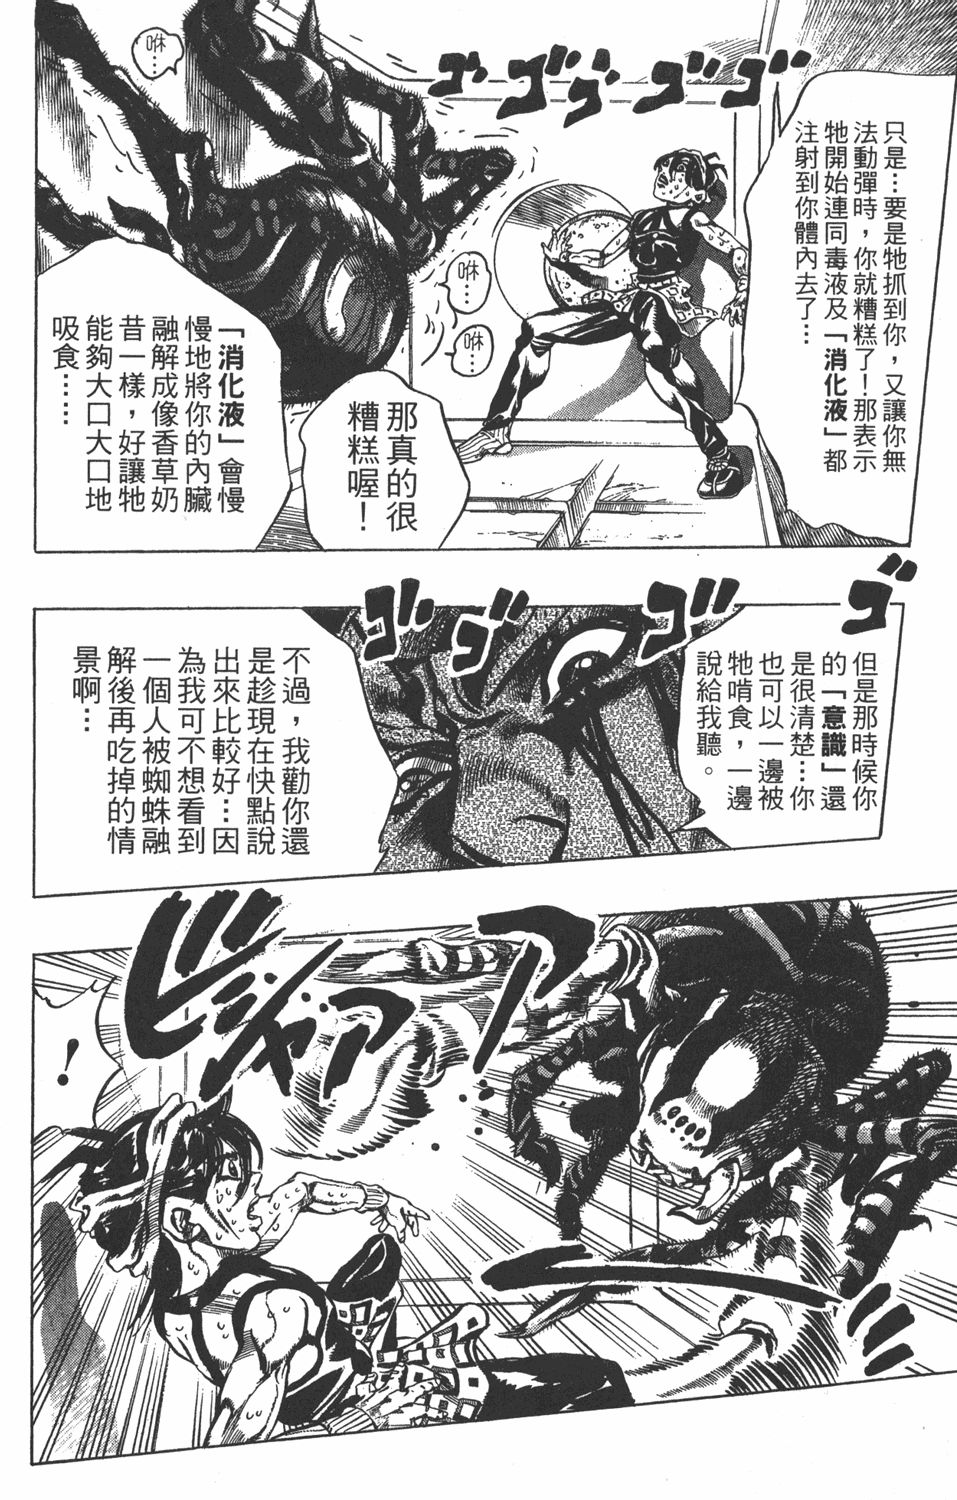 ゴゴゴゴ
只是…要是牠抓到你，又讓你無
法動彈時，你就糟糕了！那表示
牠開始連同毒液及「消化液」都
注射到你體內去了…
咻…
咻…
咻…
那真的很
糟糕喔！
「消化液」會慢
慢地將你的內臟
融解成像香草奶
昔一樣，好讓牠
能夠大口大口地
吸食……
ゴゴゴゴ
但是那時候你
的「意識」還
是很清楚…你
也可以一邊被
牠啃食，一邊
說給我聽。
不過，我勸你還
是趁現在快點說
出來比較好…因
為我可不想看到
一個人被蜘蛛融
解後再吃掉的情
景啊…
ビシャアアーー
！